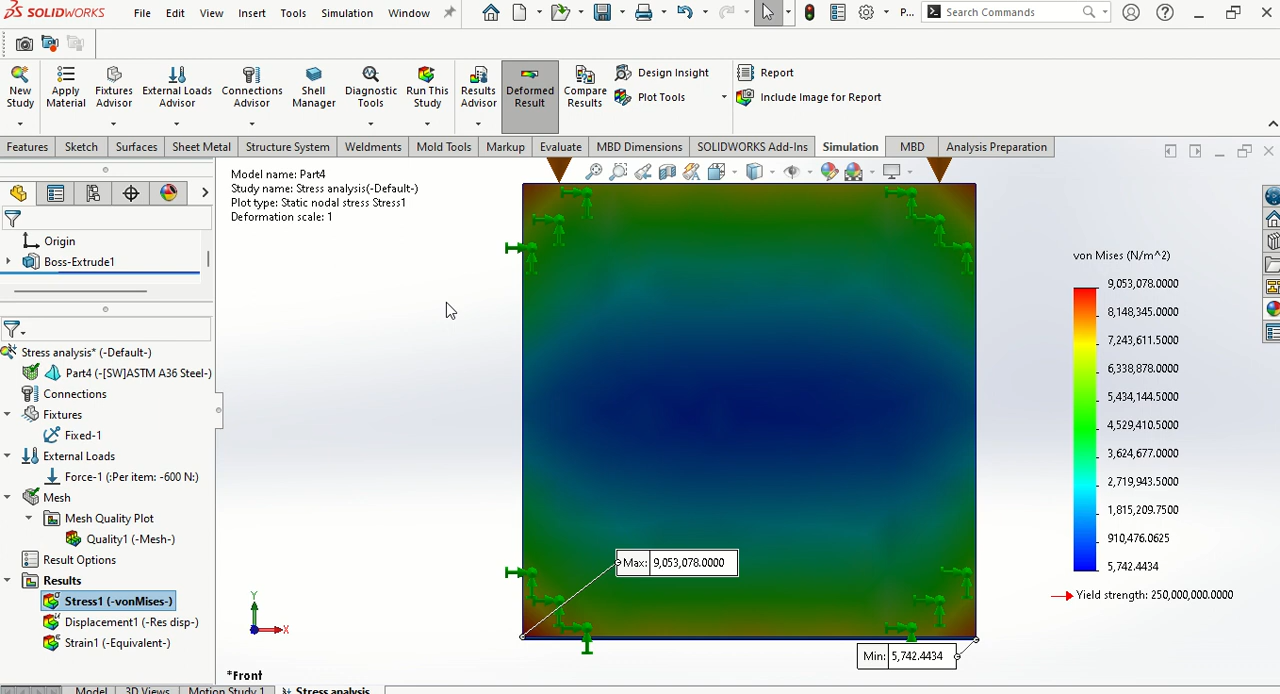 SOLIDWORKS File Edit View Insert Tools Simulation Window P... Search Commands
New Study
Apply Material
Fixtures Advisor
External Loads Advisor
Connections Advisor
Shell Manager
Diagnostic Tools
Run This Study
Results Advisor
Deformed Result
Compare Results
Design Insight
Plot Tools
Report
Include Image for Report
Features Sketch Surfaces Sheet Metal Structure System Weldments Mold Tools Markup Evaluate MBD Dimensions SOLIDWORKS Add-Ins Simulation MBD Analysis Preparation
Origin
Boss-Extrude1
Stress analysis* (-Default-)
Part4 (-[SW]ASTM A36 Steel-)
Connections
Fixtures
Fixed-1
External Loads
Force-1 (:Per item: -600 N:)
Mesh
Mesh Quality Plot
Quality1 (-Mesh-)
Result Options
Results
Stress1 (-vonMises-)
Displacement1 (-Res disp-)
Strain1 (-Equivalent-)
Model name: Part4
Study name: Stress analysis(-Default-)
Plot type: Static nodal stress Stress1
Deformation scale: 1
Max: 9,053,078.0000
Min: 5,742.4434
Y
X
*Front
von Mises (N/m^2)
9,053,078.0000
8,148,345.0000
7,243,611.5000
6,338,878.0000
5,434,144.5000
4,529,410.5000
3,624,677.0000
2,719,943.5000
1,815,209.7500
910,476.0625
5,742.4434
Yield strength: 250,000,000.0000
Model 3D Views Motion Study 1 Stress analysis